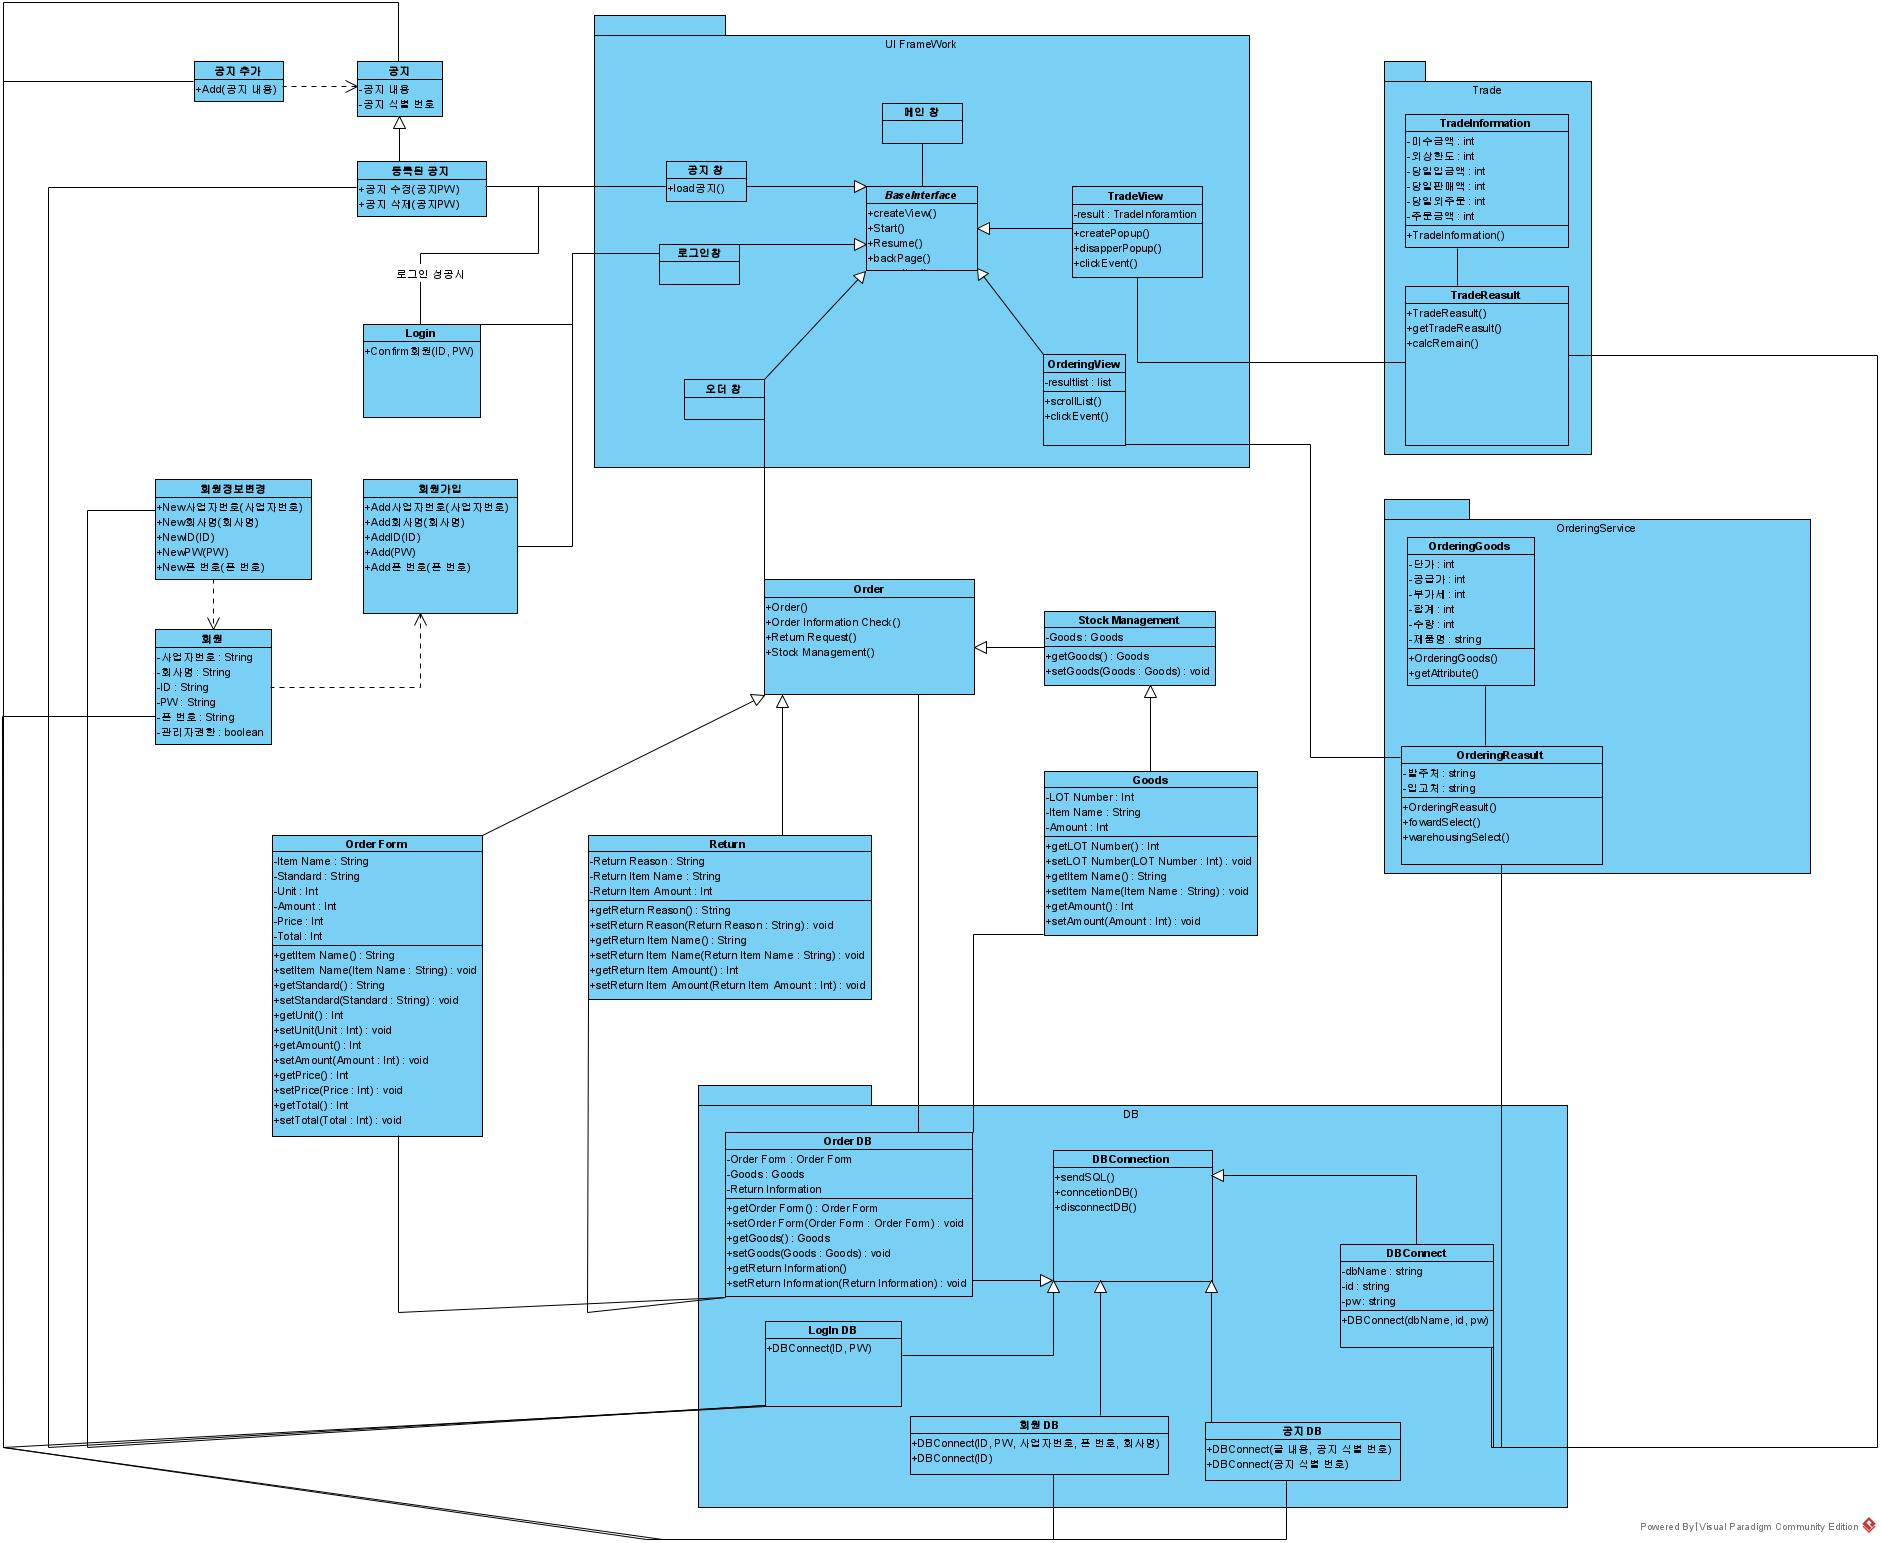 공지 추가
+Add(공지 내용)
공지
-공지 내용
-공지 식별 번호
등록된 공지
+공지 수정(공지PW)
+공지 삭제(공지PW)
로그인 성공시
Login
+Confirm회원(ID, PW)
회원정보변경
+New사업자번호(사업자번호)
+New회사명(회사명)
+NewID(ID)
+NewPW(PW)
+New폰 번호(폰 번호)
회원가입
+Add사업자번호(사업자번호)
+Add회사명(회사명)
+AddID(ID)
+Add(PW)
+Add폰 번호(폰 번호)
회원
-사업자번호 : String
-회사명 : String
-ID : String
-PW : String
-폰 번호 : String
-관리자권한 : boolean
UI FrameWork
메인 창
공지 창
+load공지()
로그인창
BaseInterface
+createView()
+Start()
+Resume()
+backPage()
TradeView
-result : TradeInforamtion
+createPopup()
+disapperPopup()
+clickEvent()
오더 창
OrderingView
-resultlist : list
+scrollList()
+clickEvent()
Trade
TradeInformation
-미수금액 : int
-외상한도 : int
-당일입금액 : int
-당일판매액 : int
-당일외주문 : int
-주문금액 : int
+TradeInformation()
TradeReasult
+TradeReasult()
+getTradeReasult()
+calcRemain()
OrderingService
OrderingGoods
-단가 : int
-공급가 : int
-부가세 : int
-합계 : int
-수량 : int
-제품명 : string
+OrderingGoods()
+getAttribute()
OrderingReasult
-발주처 : string
-입고처 : string
+OrderingReasult()
+fowardSelect()
+warehousingSelect()
Order
+Order()
+Order Information Check()
+Return Request()
+Stock Management()
Stock Management
-Goods : Goods
+getGoods() : Goods
+setGoods(Goods : Goods) : void
Goods
-LOT Number : Int
-Item Name : String
-Amount : Int
+getLOT Number() : Int
+setLOT Number(LOT Number : Int) : void
+getItem Name() : String
+setItem Name(Item Name : String) : void
+getAmount() : Int
+setAmount(Amount : Int) : void
Order Form
-Item Name : String
-Standard : String
-Unit : Int
-Amount : Int
-Price : Int
-Total : Int
+getItem Name() : String
+setItem Name(Item Name : String) : void
+getStandard() : String
+setStandard(Standard : String) : void
+getUnit() : Int
+setUnit(Unit : Int) : void
+getAmount() : Int
+setAmount(Amount : Int) : void
+getPrice() : Int
+setPrice(Price : Int) : void
+getTotal() : Int
+setTotal(Total : Int) : void
Return
-Return Reason : String
-Return Item Name : String
-Return Item Amount : Int
+getReturn Reason() : String
+setReturn Reason(Return Reason : String) : void
+getReturn Item Name() : String
+setReturn Item Name(Return Item Name : String) : void
+getReturn Item Amount() : Int
+setReturn Item Amount(Return Item Amount : Int) : void
DB
Order DB
-Order Form : Order Form
-Goods : Goods
-Return Information
+getOrder Form() : Order Form
+setOrder Form(Order Form : Order Form) : void
+getGoods() : Goods
+setGoods(Goods : Goods) : void
+getReturn Information()
+setReturn Information(Return Information) : void
DBConnection
+sendSQL()
+conncetionDB()
+disconnectDB()
DBConnect
-dbName : string
-id : string
-pw : string
+DBConnect(dbName, id, pw)
LogIn DB
+DBConnect(ID, PW)
회원 DB
+DBConnect(ID, PW, 사업자번호, 폰 번호, 회사명)
+DBConnect(ID)
공지 DB
+DBConnect(글 내용, 공지 식별 번호)
+DBConnect(공지 식별 번호)
Powered By Visual Paradigm Community Edition